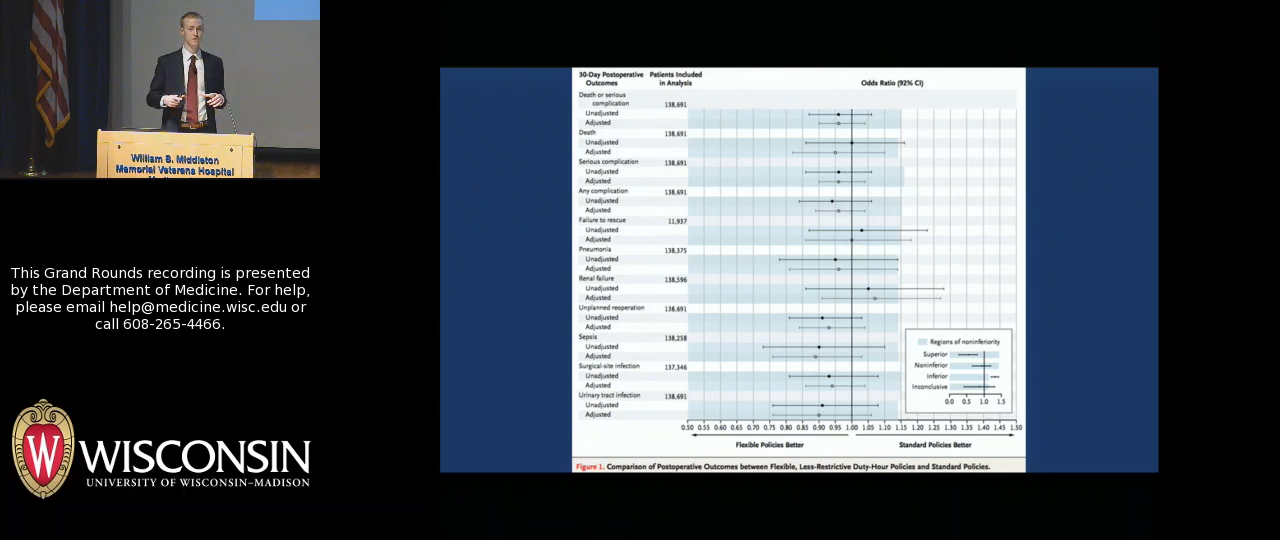 William S. Middleton
Memorial Veterans Hospital
This Grand Rounds recording is presented
by the Department of Medicine. For help,
please email help@medicine.wisc.edu or
call 608-265-4466.
W
WISCONSIN
UNIVERSITY OF WISCONSIN–MADISON
30-Day Postoperative Outcomes
Patients Included in Analysis
Odds Ratio (92% CI)
Death or serious
complication 138,691
Unadjusted
Adjusted
Death 138,691
Unadjusted
Adjusted
Serious complication 138,691
Unadjusted
Adjusted
Any complication 138,691
Unadjusted
Adjusted
Failure to rescue 11,937
Unadjusted
Adjusted
Pneumonia 138,375
Unadjusted
Adjusted
Renal failure 138,596
Unadjusted
Adjusted
Unplanned reoperation 138,691
Unadjusted
Adjusted
Sepsis 138,258
Unadjusted
Adjusted
Surgical-site infection 137,346
Unadjusted
Adjusted
Urinary tract infection 138,691
Unadjusted
Adjusted
Regions of noninferiority
Superior
Noninferior
Inferior
Inconclusive
0.0 0.5 1.0 1.5
0.50 0.55 0.60 0.65 0.70 0.75 0.80 0.85 0.90 0.95 1.00 1.05 1.10 1.15 1.20 1.25 1.30 1.35 1.40 1.45 1.50
Flexible Policies Better Standard Policies Better
Figure 1. Comparison of Postoperative Outcomes between Flexible, Less-Restrictive Duty-Hour Policies and Standard Policies.